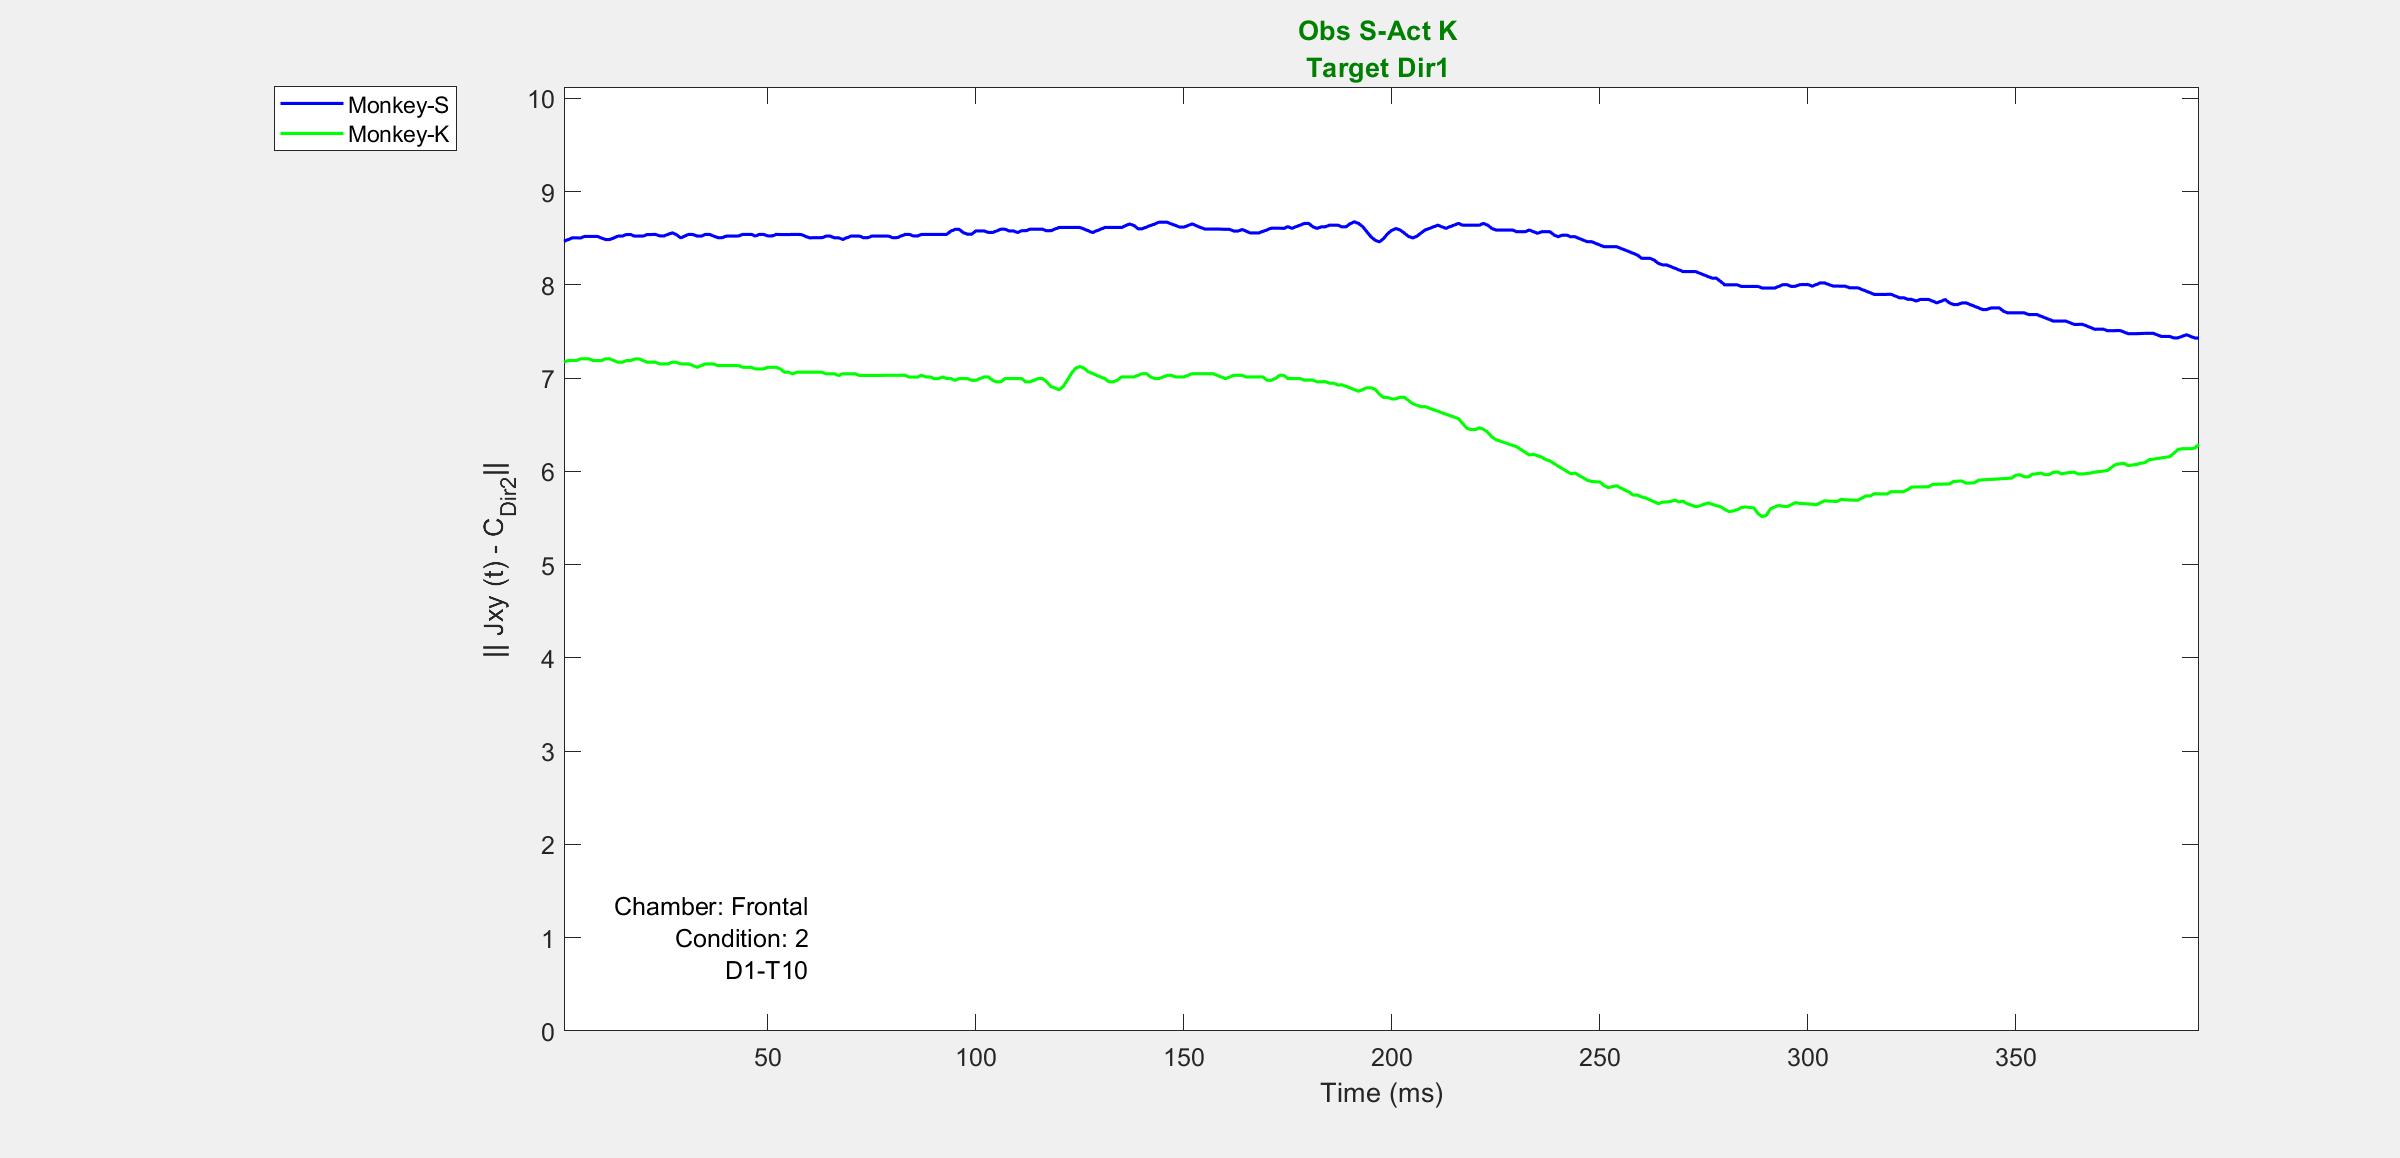 Obs S-Act K
Target Dir1
Monkey-S
Monkey-K
10
9
8
7
6
5
4
3
2
1
0
|| Jxy (t) - C_Dir2||
Chamber: Frontal
Condition: 2
D1-T10
50 100 150 200 250 300 350
Time (ms)